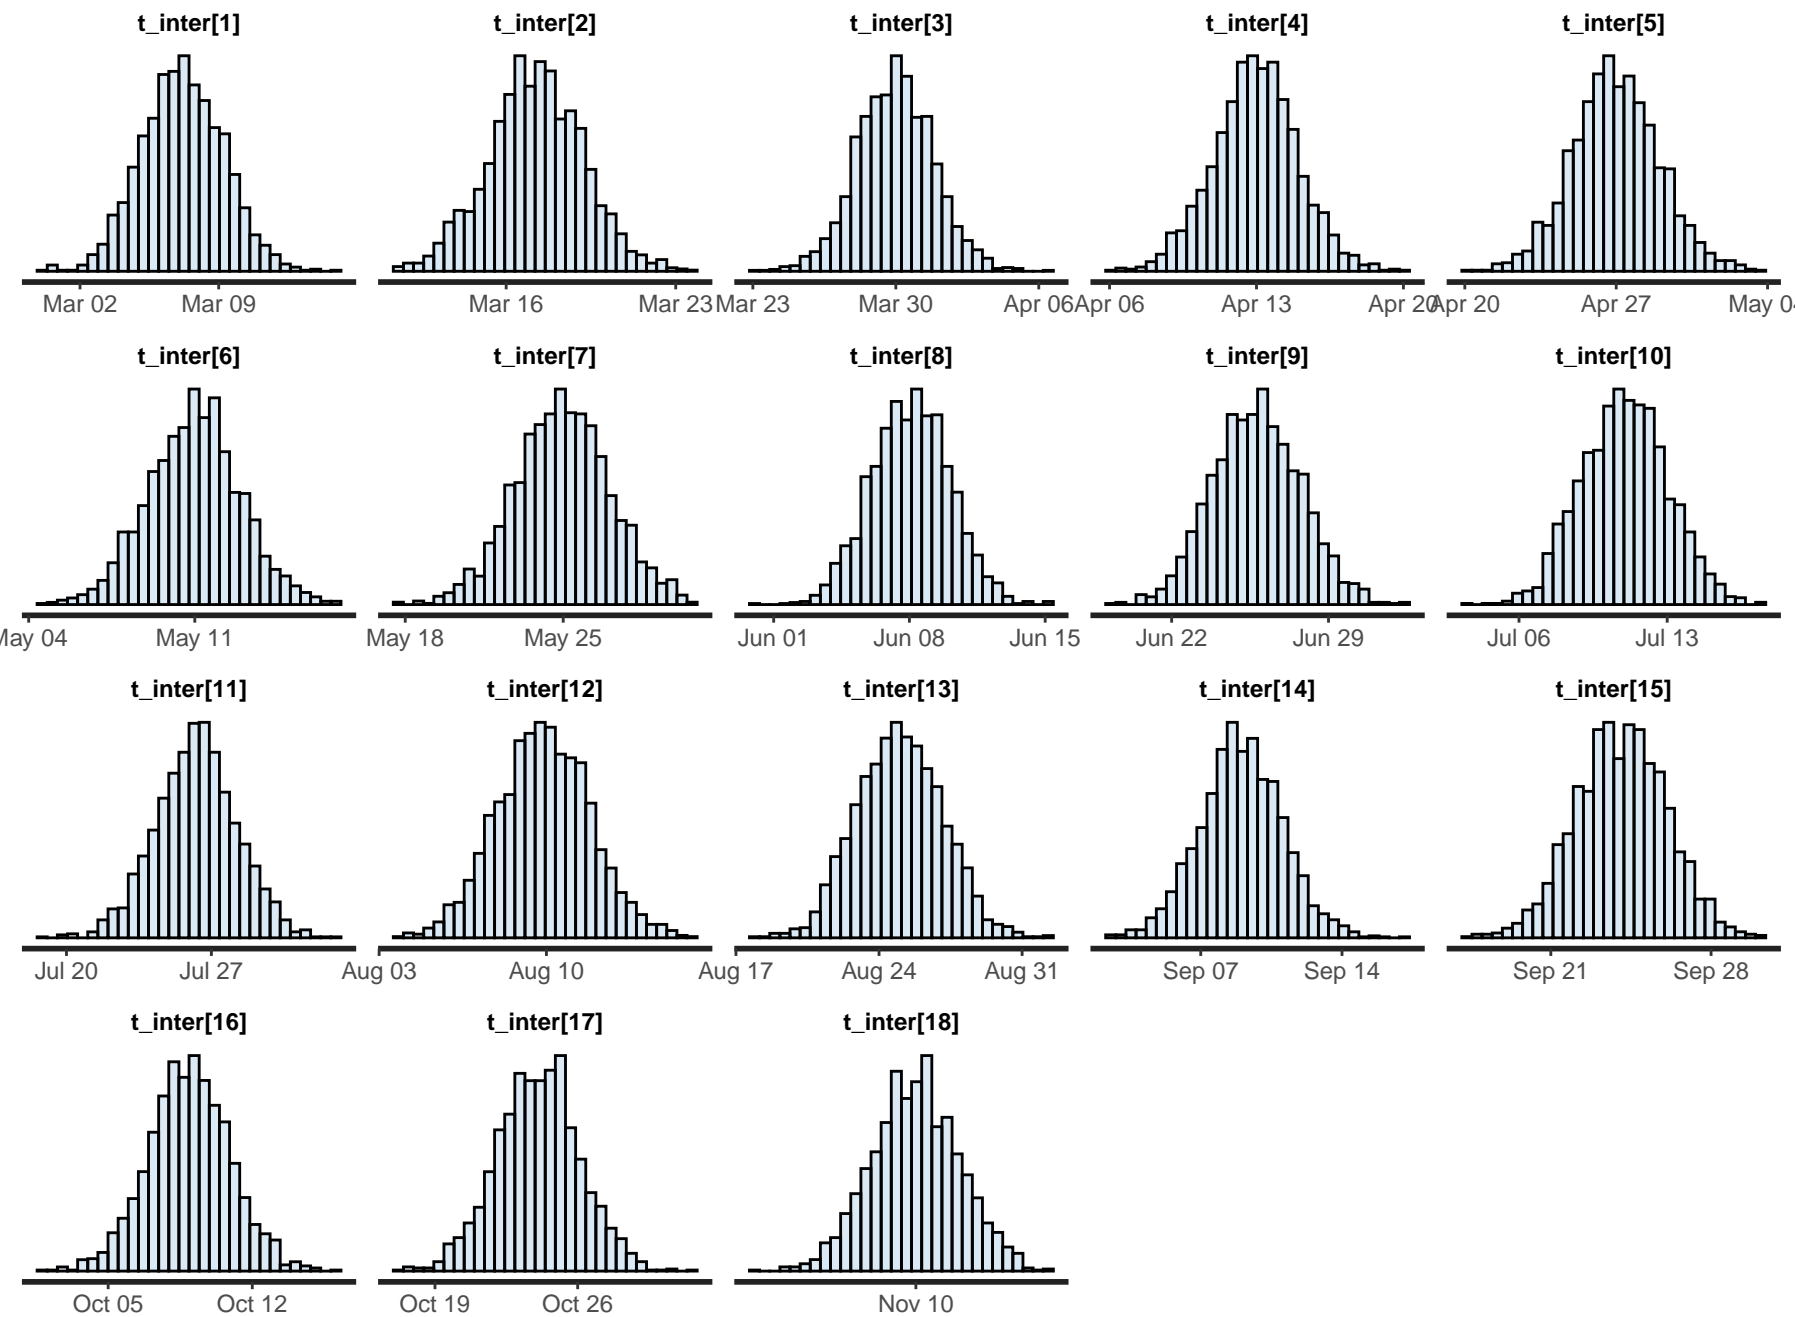 t_inter[1] t_inter[2] t_inter[3] t_inter[4] t_inter[5]
Mar 02 Mar 09 Mar 16 Mar 23 Mar 23 Mar 30 Apr 06 Apr 06 Apr 13 Apr 20 Apr 20 Apr 27 May 04
t_inter[6] t_inter[7] t_inter[8] t_inter[9] t_inter[10]
May 04 May 11 May 18 May 25 Jun 01 Jun 08 Jun 15 Jun 22 Jun 29 Jul 06 Jul 13
t_inter[11] t_inter[12] t_inter[13] t_inter[14] t_inter[15]
Jul 20 Jul 27 Aug 03 Aug 10 Aug 17 Aug 24 Aug 31 Sep 07 Sep 14 Sep 21 Sep 28
t_inter[16] t_inter[17] t_inter[18]
Oct 05 Oct 12 Oct 19 Oct 26 Nov 10